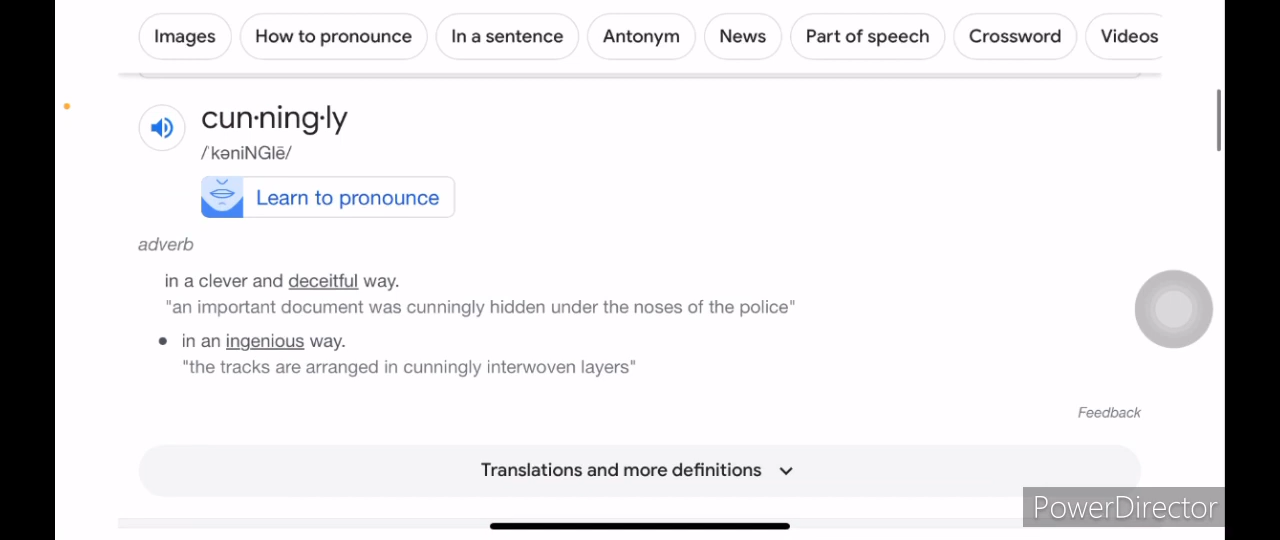 Images How to pronounce In a sentence Antonym News Part of speech Crossword Videos
cun·ning·ly
/ˈkəniNGlē/
Learn to pronounce
adverb
in a clever and deceitful way.
"an important document was cunningly hidden under the noses of the police"
• in an ingenious way.
"the tracks are arranged in cunningly interwoven layers"
Feedback
Translations and more definitions
PowerDirector